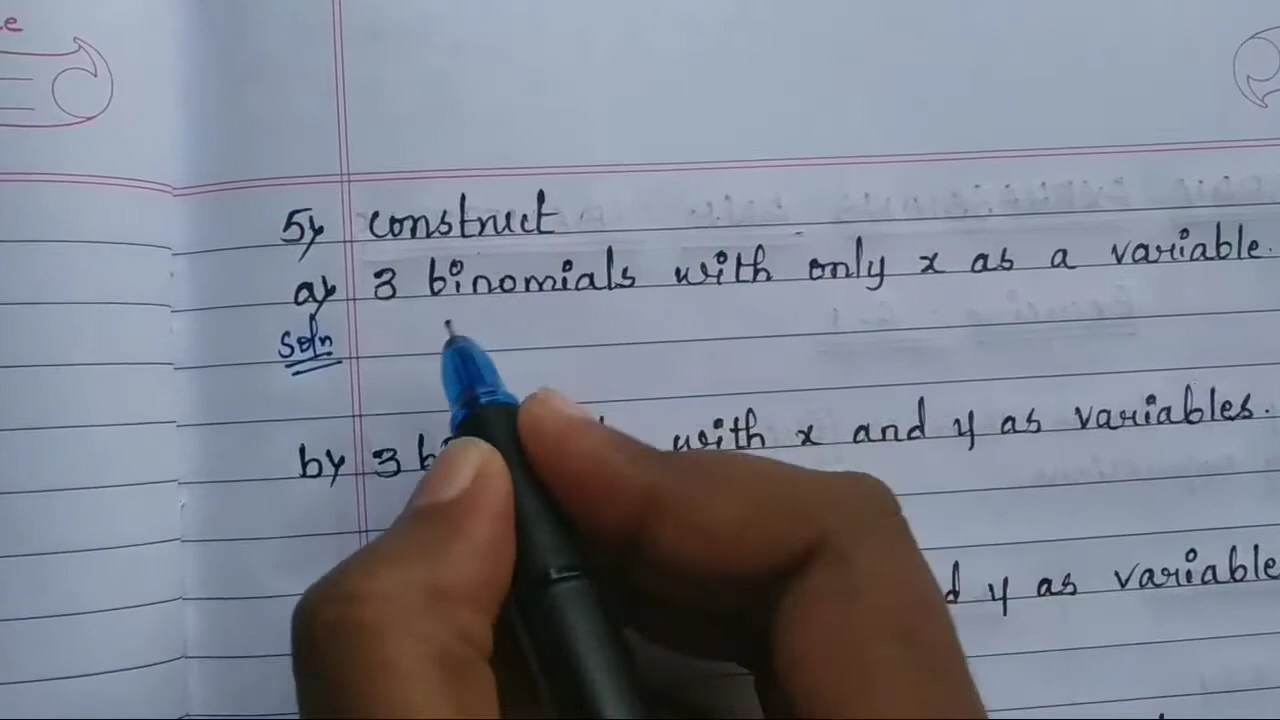 e
5) construct
a) 3 binomials with only x as a variable.
Soln
b) 3 with x and y as variables.
y as variable